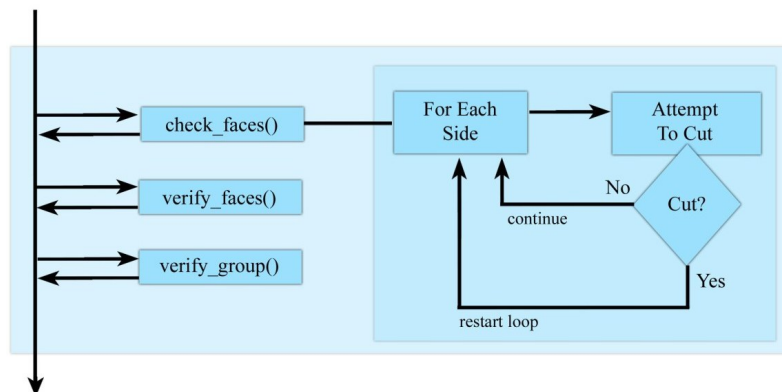 check_faces()
For Each
Side
Attempt
To Cut
verify_faces()
No
Cut?
continue
verify_group()
Yes
restart loop